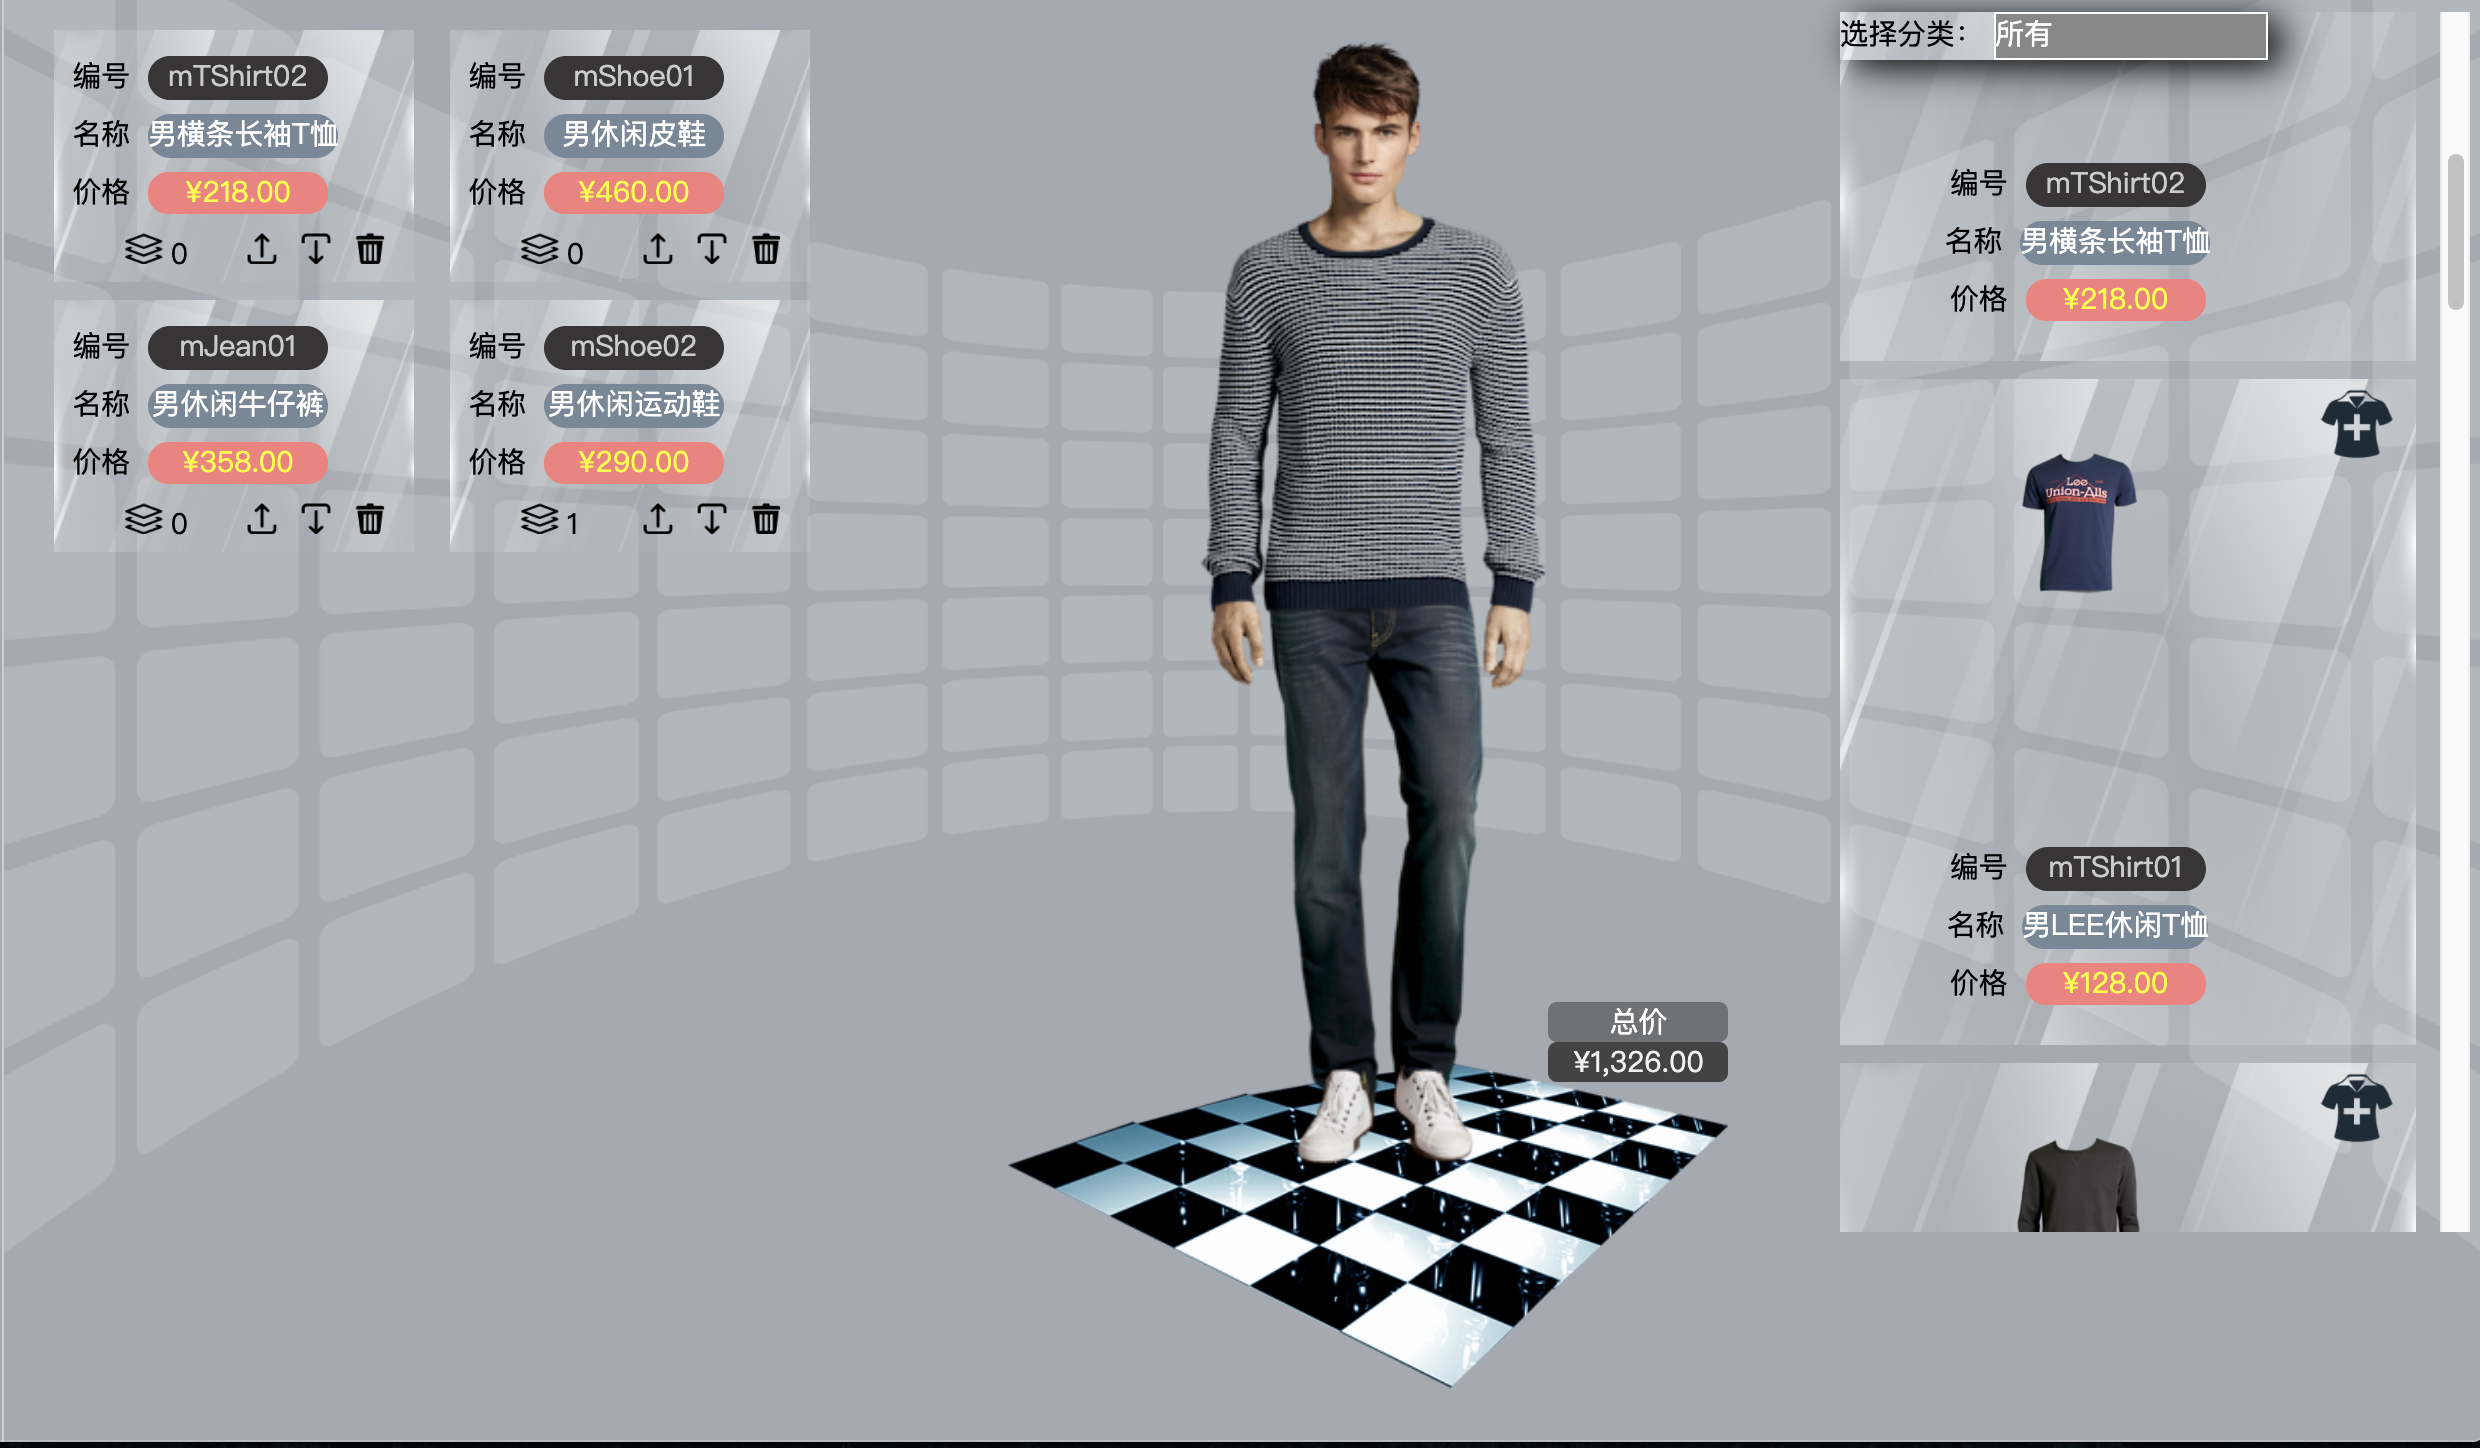 编号 mTShirt02
名称 男横条长袖T恤
价格 ¥218.00
0
编号 mShoe01
名称 男休闲皮鞋
价格 ¥460.00
0
编号 mJean01
名称 男休闲牛仔裤
价格 ¥358.00
0
编号 mShoe02
名称 男休闲运动鞋
价格 ¥290.00
1
总价
¥1,326.00
选择分类： 所有
编号 mTShirt02
名称 男横条长袖T恤
价格 ¥218.00
Lee
Union-Alls
编号 mTShirt01
名称 男LEE休闲T恤
价格 ¥128.00